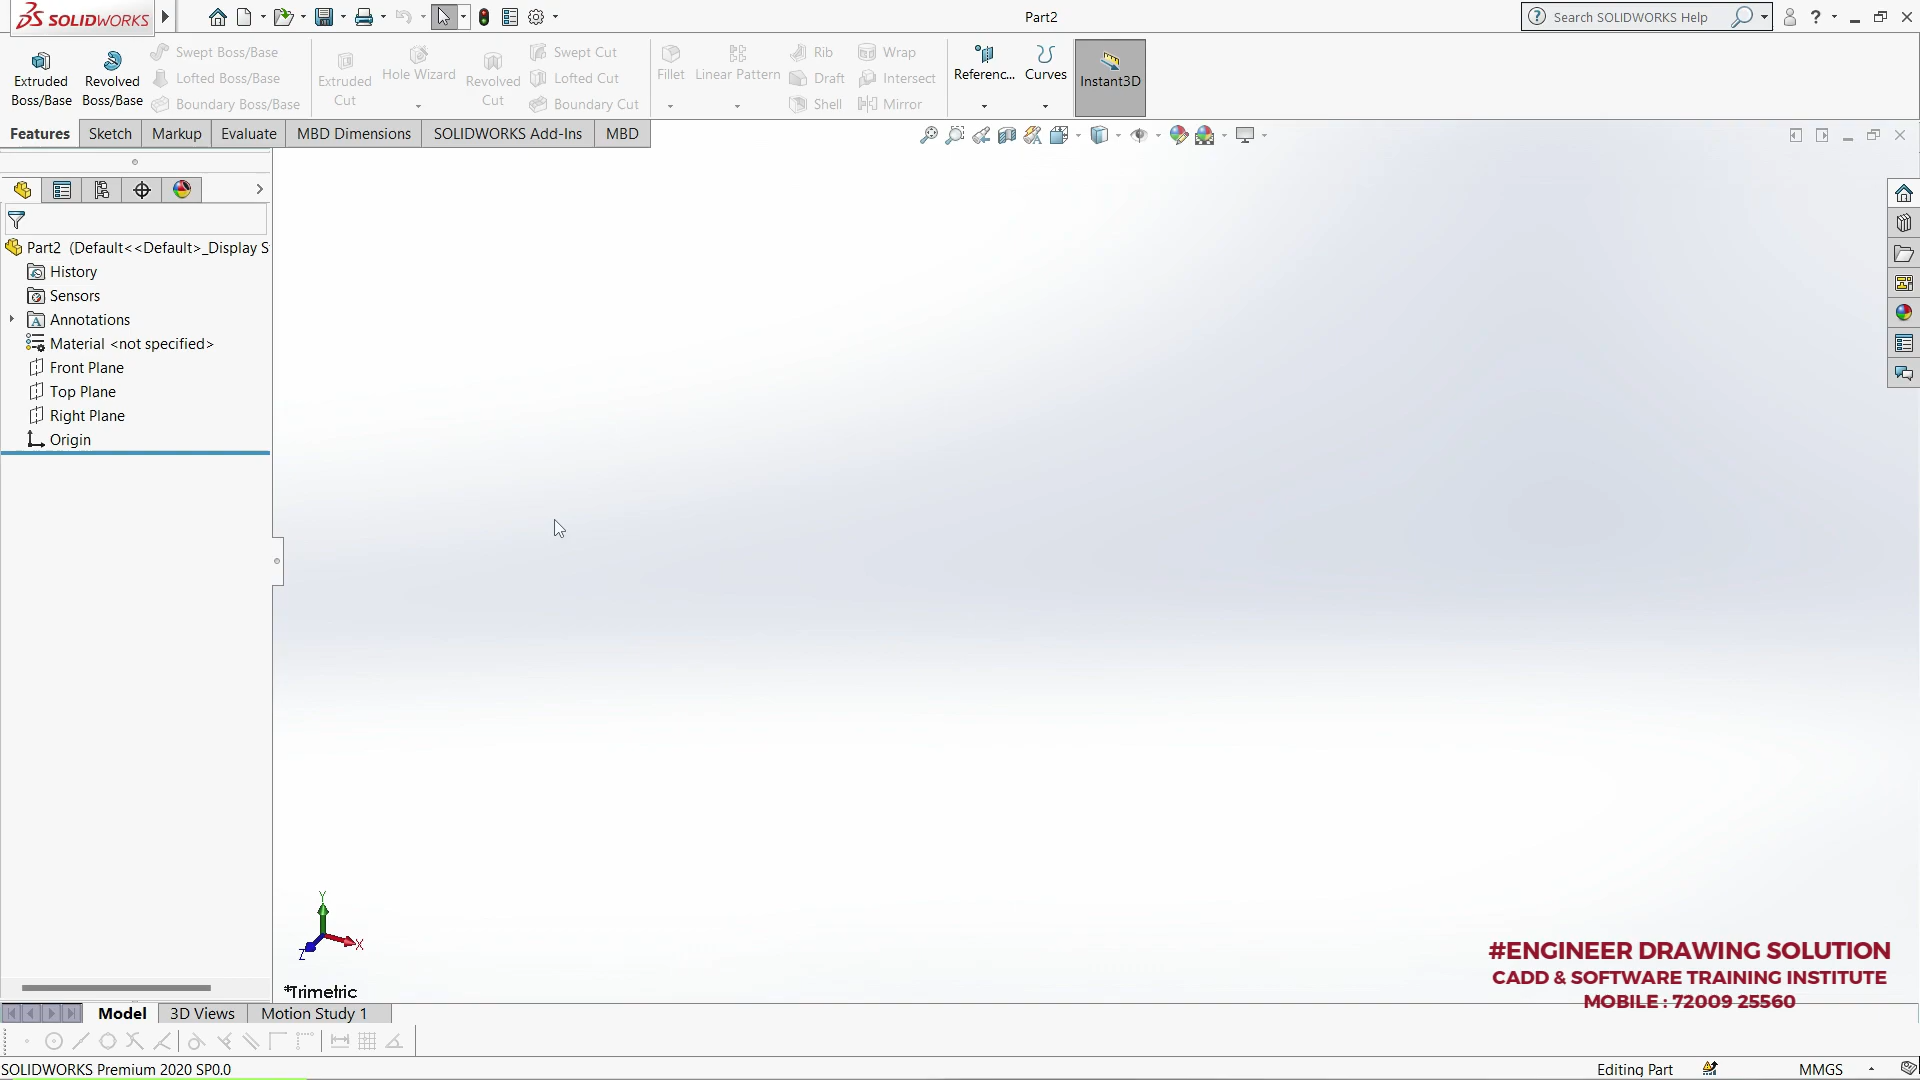 SOLIDWORKS
Part2
Search SOLIDWORKS Help
Extruded Boss/Base
Revolved Boss/Base
Swept Boss/Base
Lofted Boss/Base
Boundary Boss/Base
Extruded Cut
Hole Wizard
Revolved Cut
Swept Cut
Lofted Cut
Boundary Cut
Fillet
Linear Pattern
Rib
Draft
Shell
Wrap
Intersect
Mirror
Referenc...
Curves
Instant3D
Features
Sketch
Markup
Evaluate
MBD Dimensions
SOLIDWORKS Add-Ins
MBD
Part2 (Default<<Default>_Display S
History
Sensors
Annotations
Material <not specified>
Front Plane
Top Plane
Right Plane
Origin
Y
X
Z
*Trimetric
#ENGINEER DRAWING SOLUTION
CADD & SOFTWARE TRAINING INSTITUTE
MOBILE : 72009 25560
Model
3D Views
Motion Study 1
SOLIDWORKS Premium 2020 SP0.0
Editing Part
MMGS